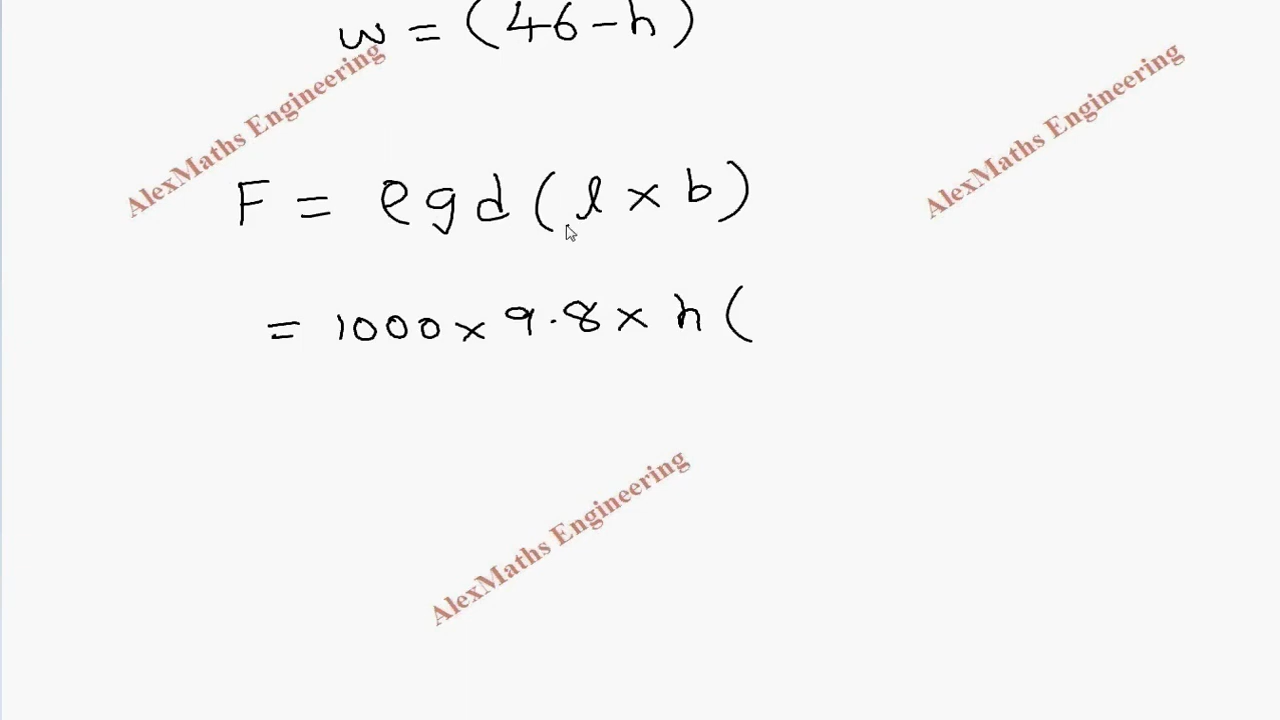 w = (46-h)
AlexMaths Engineering
AlexMaths Engineering
F = ρgd(l × b)
= 1000 × 9.8 × h (
AlexMaths Engineering